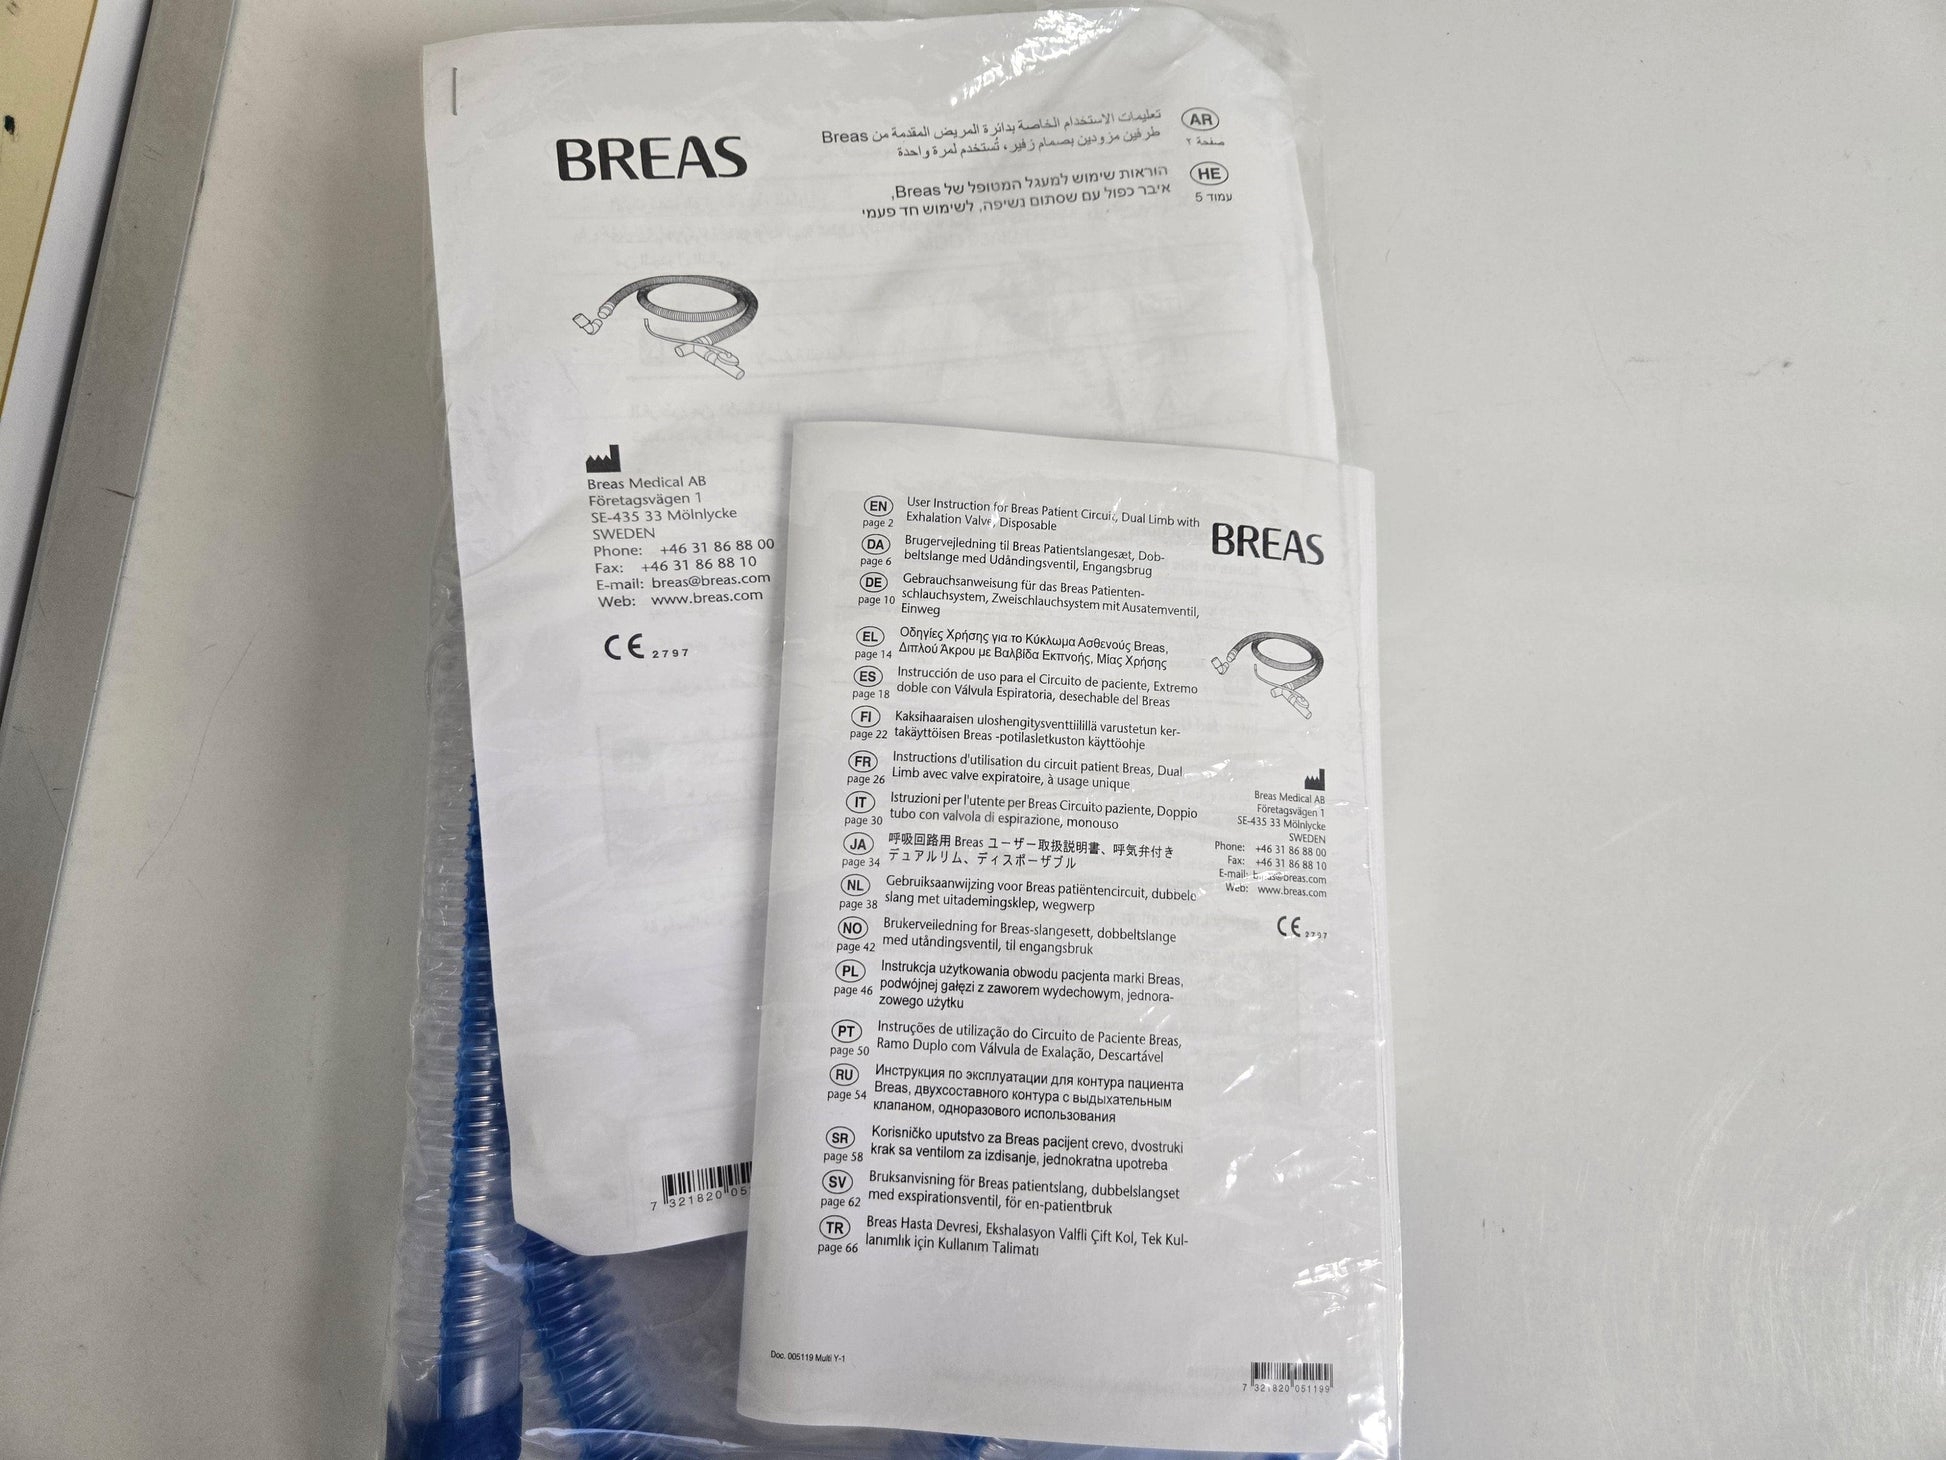 BREAS
تعليمات الاستخدام الخاصة بدائرة المريض المقدمة من Breas
طرفين مزودين بصمام زفير، تُستخدم لمرة واحدة
AR
صفحة ٢
הוראות שימוש למעגל המטופל של Breas,
איבר כפול עם שסתום נשיפה, לשימוש חד פעמי
HE
עמוד 5
Breas Medical AB
Företagsvägen 1
SE-435 33 Mölnlycke
SWEDEN
Phone: +46 31 86 88 00
Fax: +46 31 86 88 10
E-mail: breas@breas.com
Web: www.breas.com
CE 2797
7 321820 05
EN
page 2
User Instruction for Breas Patient Circuit, Dual Limb with
Exhalation Valve, Disposable
DA
page 6
Brugervejledning til Breas Patientslangesæt, Dob-
beltslange med Udåndingsventil, Engangsbrug
DE
page 10
Gebrauchsanweisung für das Breas Patienten-
schlauchsystem, Zweischlauchsystem mit Ausatemventil,
Einweg
EL
page 14
Οδηγίες Χρήσης για το Κύκλωμα Ασθενούς Breas,
Διπλού Άκρου με Βαλβίδα Εκπνοής, Μίας Χρήσης
ES
page 18
Instrucción de uso para el Circuito de paciente, Extremo
doble con Válvula Espiratoria, desechable del Breas
FI
page 22
Kaksihaaraisen uloshengitysventtiilillä varustetun ker-
takäyttöisen Breas -potilasletkuston käyttöohje
FR
page 26
Instructions d'utilisation du circuit patient Breas, Dual
Limb avec valve expiratoire, à usage unique
IT
page 30
Istruzioni per l'utente per Breas Circuito paziente, Doppio
tubo con valvola di espirazione, monouso
JA
page 34
呼吸回路用 Breas ユーザー取扱説明書、呼気弁付き
デュアルリム、ディスポーザブル
NL
page 38
Gebruiksaanwijzing voor Breas patiëntencircuit, dubbele
slang met uitademingsklep, wegwerp
NO
page 42
Brukerveiledning for Breas-slangesett, dobbeltslange
med utåndingsventil, til engangsbruk
PL
page 46
Instrukcja użytkowania obwodu pacjenta marki Breas,
podwójnej gałęzi z zaworem wydechowym, jednora-
zowego użytku
PT
page 50
Instruções de utilização do Circuito de Paciente Breas,
Ramo Duplo com Válvula de Exalação, Descartável
RU
page 54
Инструкция по эксплуатации для контура пациента
Breas, двухсоставного контура с выдыхательным
клапаном, одноразового использования
SR
page 58
Korisničko uputstvo za Breas pacijent crevo, dvostruki
krak sa ventilom za izdisanje, jednokratna upotreba
SV
page 62
Bruksanvisning för Breas patientslang, dubbelslangset
med exspirationsventil, för en-patientbruk
TR
page 66
Breas Hasta Devresi, Ekshalasyon Valfli Çift Kol, Tek Kul-
lanımlık için Kullanım Talimatı
BREAS
Breas Medical AB
Företagsvägen 1
SE-435 33 Mölnlycke
SWEDEN
Phone: +46 31 86 88 00
Fax: +46 31 86 88 10
E-mail: breas@breas.com
Web: www.breas.com
CE 2797
Doc. 005119 Multi Y-1
7 321820 051199